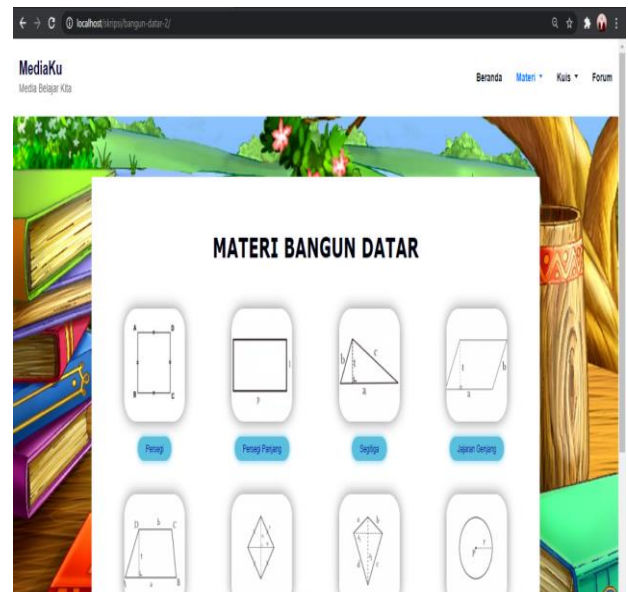 localhost/skripsi/bangun-datar-2/
MediaKu
Media Belajar Kita
Beranda Materi Kuis Forum
MATERI BANGUN DATAR
A D
B C
p
b t c
a
t b
a
Persegi Persegi Panjang Segitiga Jajaran Genjang
D b C
t
a B
a b
d c
r